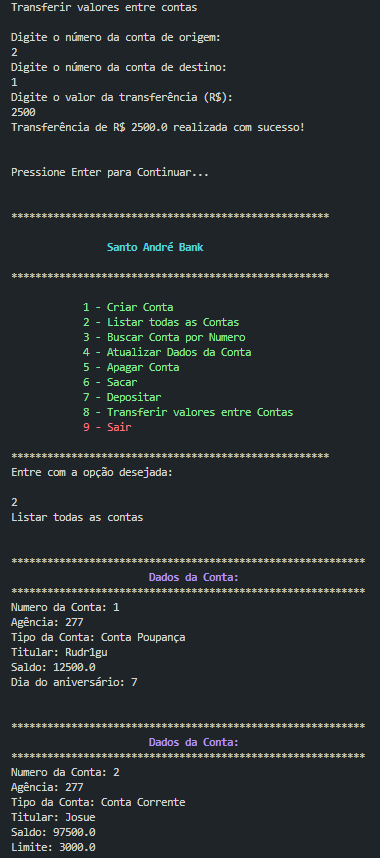 Transferir valores entre contas
Digite o número da conta de origem:
2
Digite o número da conta de destino:
1
Digite o valor da transferência (R$):
2500
Transferência de R$ 2500.0 realizada com sucesso!
Pressione Enter para Continuar...
*****************************************************
Santo André Bank
*****************************************************
1 - Criar Conta
2 - Listar todas as Contas
3 - Buscar Conta por Numero
4 - Atualizar Dados da Conta
5 - Apagar Conta
6 - Sacar
7 - Depositar
8 - Transferir valores entre Contas
9 - Sair
*****************************************************
Entre com a opção desejada:
2
Listar todas as contas
***********************************************************
Dados da Conta:
***********************************************************
Numero da Conta: 1
Agência: 277
Tipo da Conta: Conta Poupança
Titular: Rudr1gu
Saldo: 12500.0
Dia do aniversário: 7
***********************************************************
Dados da Conta:
***********************************************************
Numero da Conta: 2
Agência: 277
Tipo da Conta: Conta Corrente
Titular: Josue
Saldo: 97500.0
Limite: 3000.0